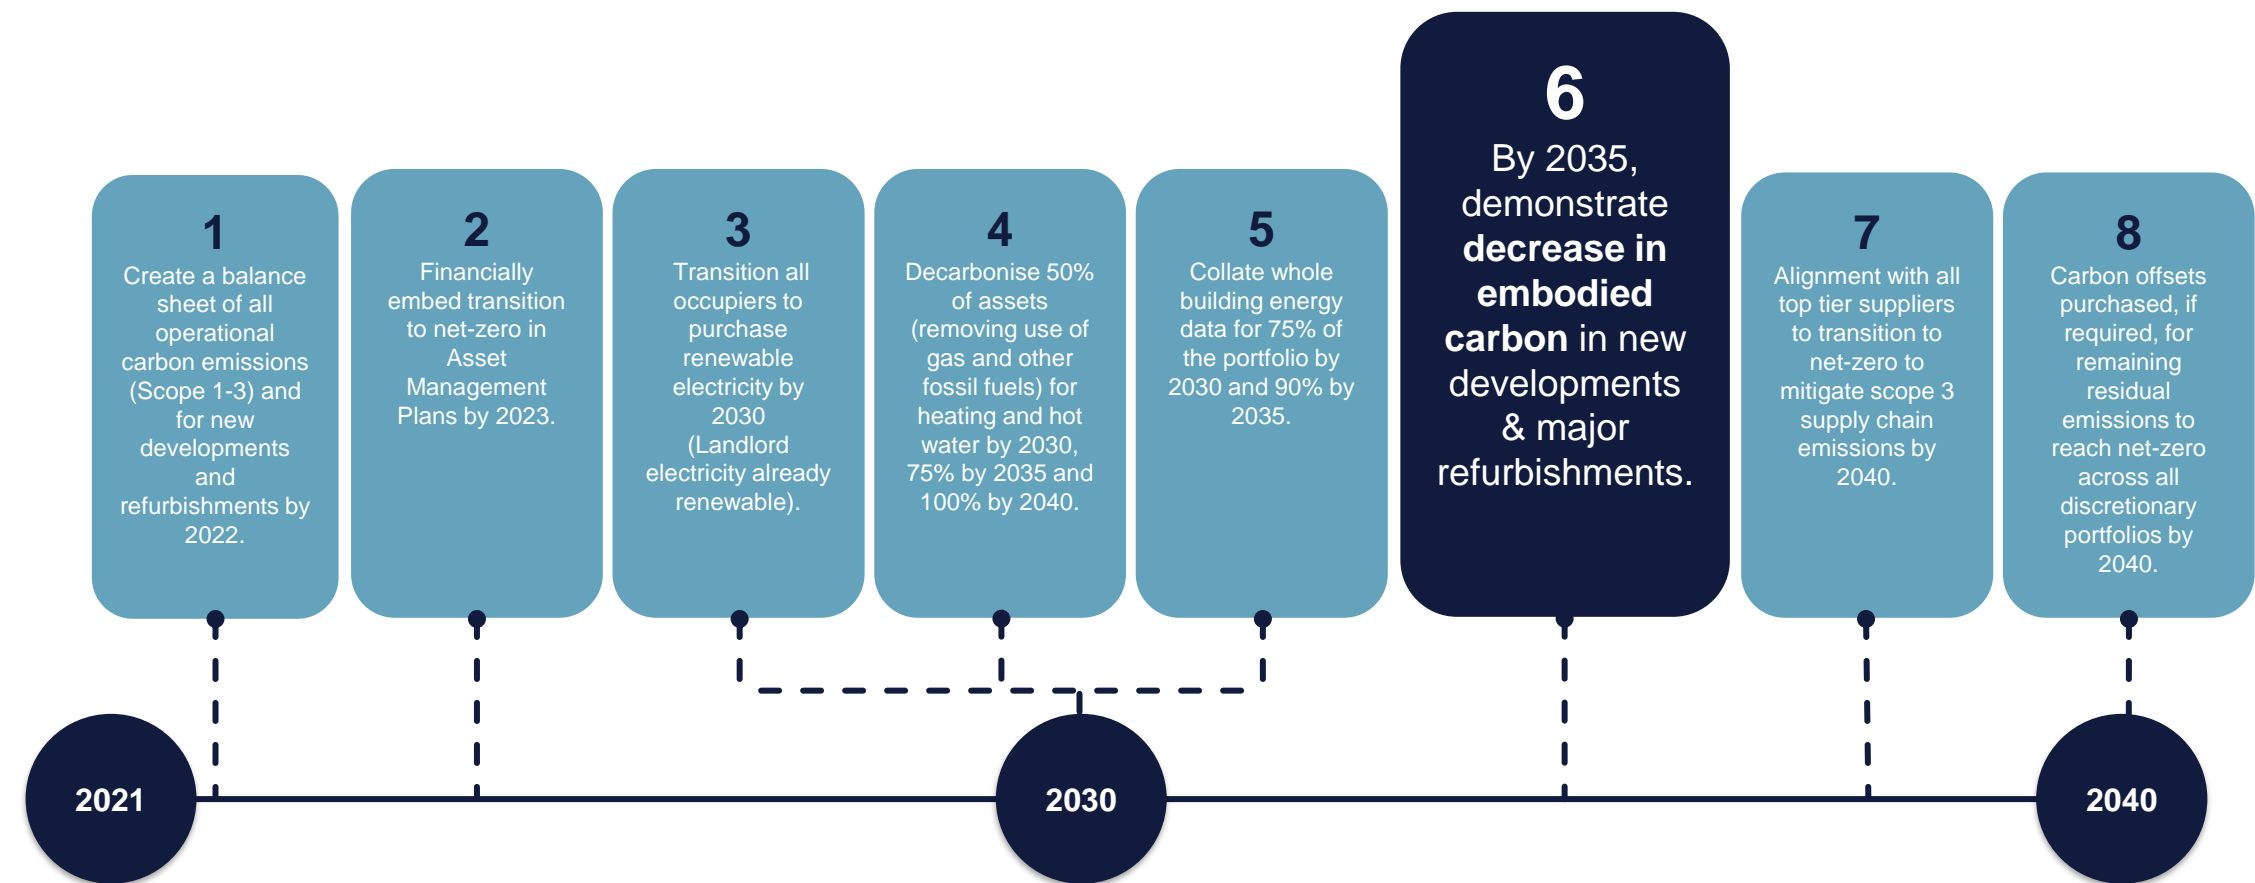 1
Create a balance
sheet of all
operational
carbon emissions
(Scope 1-3) and
for new
developments
and
refurbishments by
2022.
2
Financially
embed transition
to net-zero in
Asset
Management
Plans by 2023.
3
Transition all
occupiers to
purchase
renewable
electricity by
2030
(Landlord
electricity already
renewable).
4
Decarbonise 50%
of assets
(removing use of
gas and other
fossil fuels) for
heating and hot
water by 2030,
75% by 2035 and
100% by 2040.
5
Collate whole
building energy
data for 75% of
the portfolio by
2030 and 90% by
2035.
6
By 2035,
demonstrate
decrease in
embodied
carbon in new
developments
& major
refurbishments.
7
Alignment with all
top tier suppliers
to transition to
net-zero to
mitigate scope 3
supply chain
emissions by
2040.
8
Carbon offsets
purchased, if
required, for
remaining
residual
emissions to
reach net-zero
across all
discretionary
portfolios by
2040.
2021
2030
2040